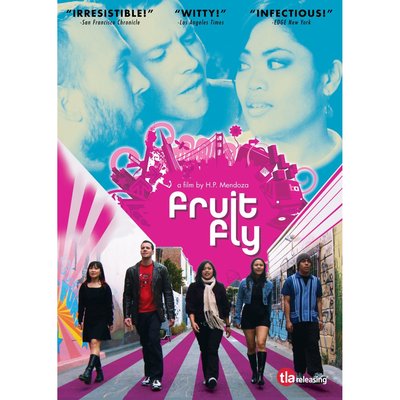 "IRRESISTIBLE!" "WITTY!" "INFECTIOUS!"
-San Francisco Chronicle -Los Angeles Times -EDGE New York
a film by H.P. Mendoza
fruit
fly
tla releasing